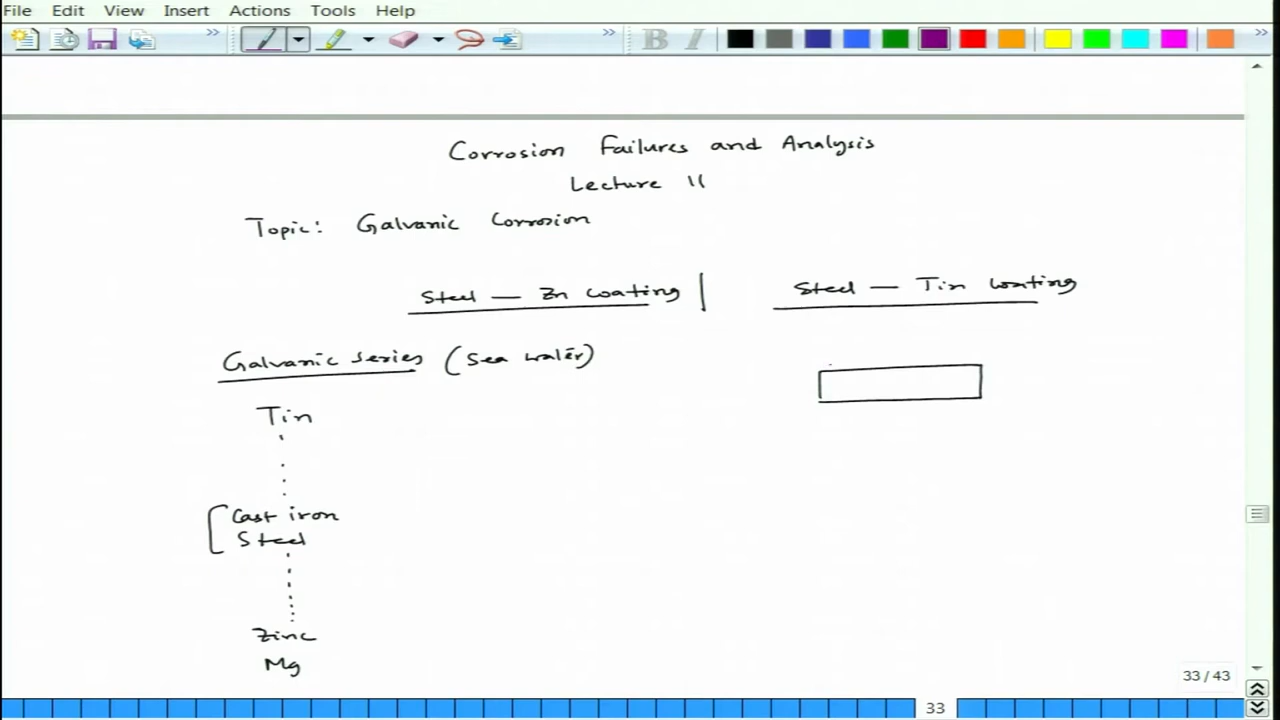 File Edit View Insert Actions Tools Help
Corrosion Failures and Analysis
Lecture 11
Topic: Galvanic Corrosion
Steel — Zn coating | Steel — Tin coating
Galvanic series (Sea water)
Tin
Cast iron
Steel
Zinc
Mg
33 / 43
33